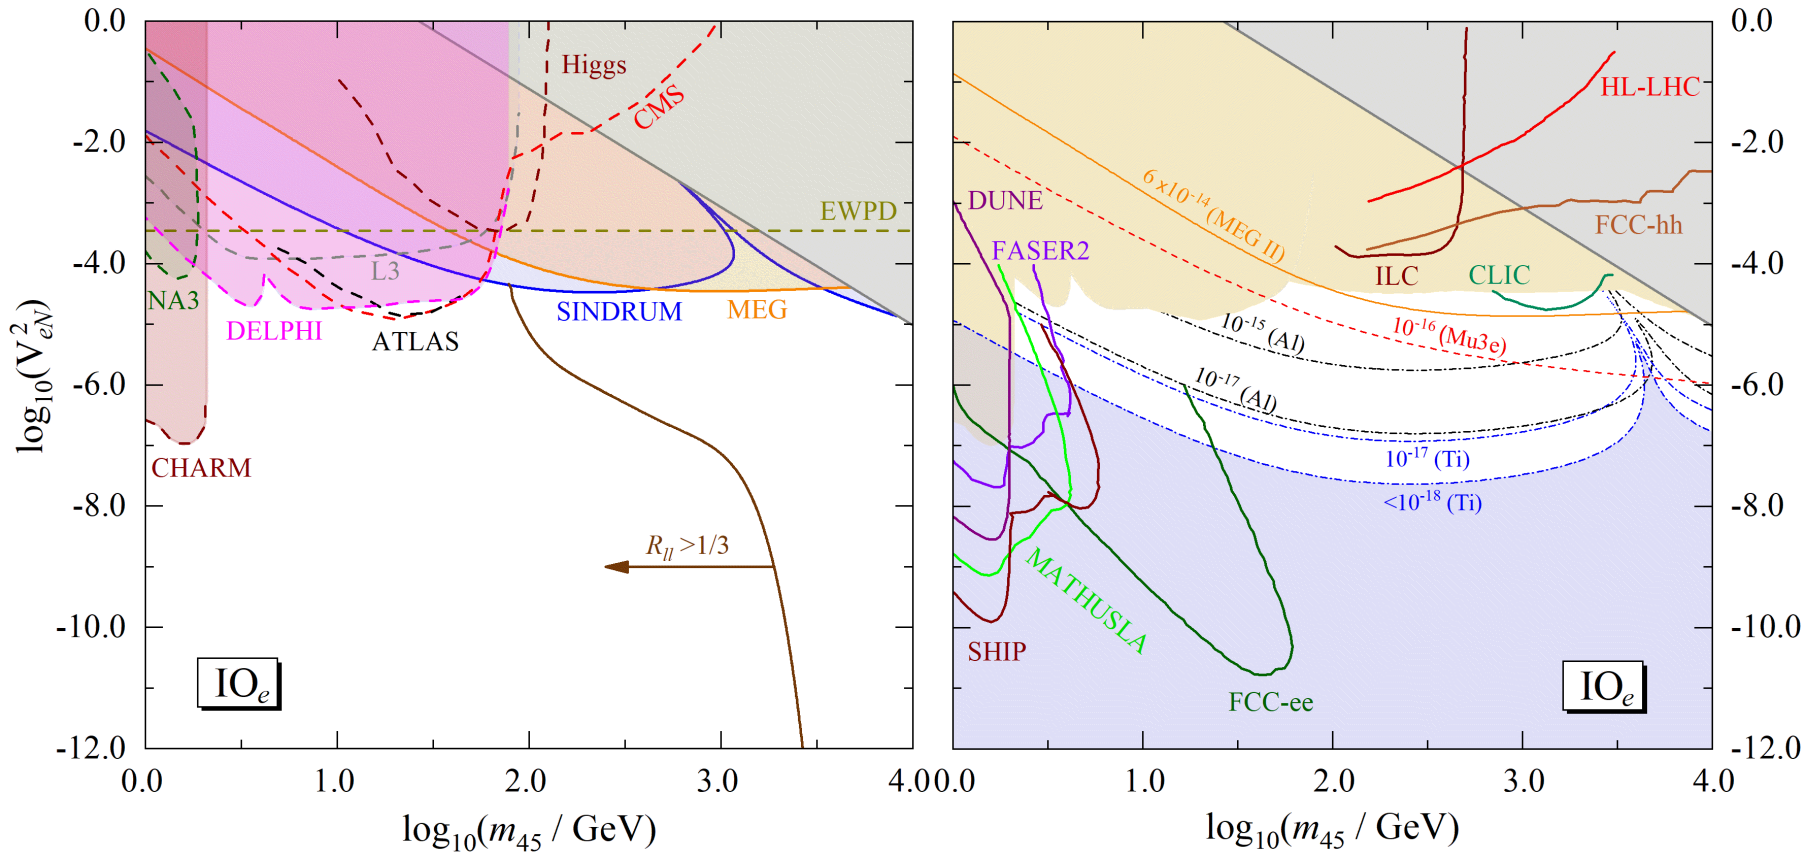 0.0
-2.0
-4.0
-6.0
-8.0
-10.0
-12.0
log₁₀(V²ₑN)
Higgs
CMS
EWPD
L3
NA3
DELPHI
ATLAS
SINDRUM
MEG
CHARM
Rₗₗ >1/3
IOₑ
0.0
1.0
2.0
3.0
4.0
log₁₀(m₄₅ / GeV)
0.0
-2.0
-4.0
-6.0
-8.0
-10.0
-12.0
HL-LHC
6 x10⁻¹⁴ (MEG II)
DUNE
FCC-hh
FASER2
ILC
CLIC
10⁻¹⁵ (Al)
10⁻¹⁶ (Mu3e)
10⁻¹⁷ (Al)
10⁻¹⁷ (Ti)
<10⁻¹⁸ (Ti)
MATHUSLA
SHIP
FCC-ee
IOₑ
0.0
1.0
2.0
3.0
4.0
log₁₀(m₄₅ / GeV)